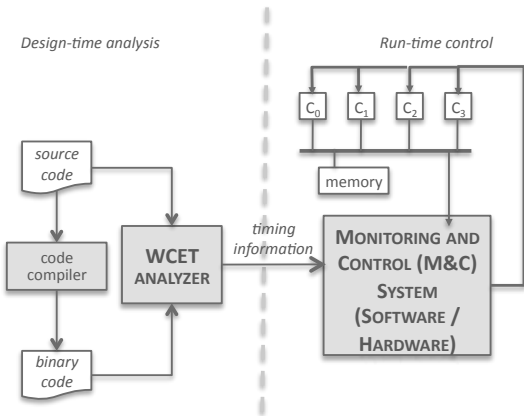 Design-time analysis
Run-time control
C0 C1 C2 C3
memory
source
code
code
compiler
WCET
ANALYZER
binary
code
timing
information
MONITORING AND
CONTROL (M&C)
SYSTEM
(SOFTWARE /
HARDWARE)